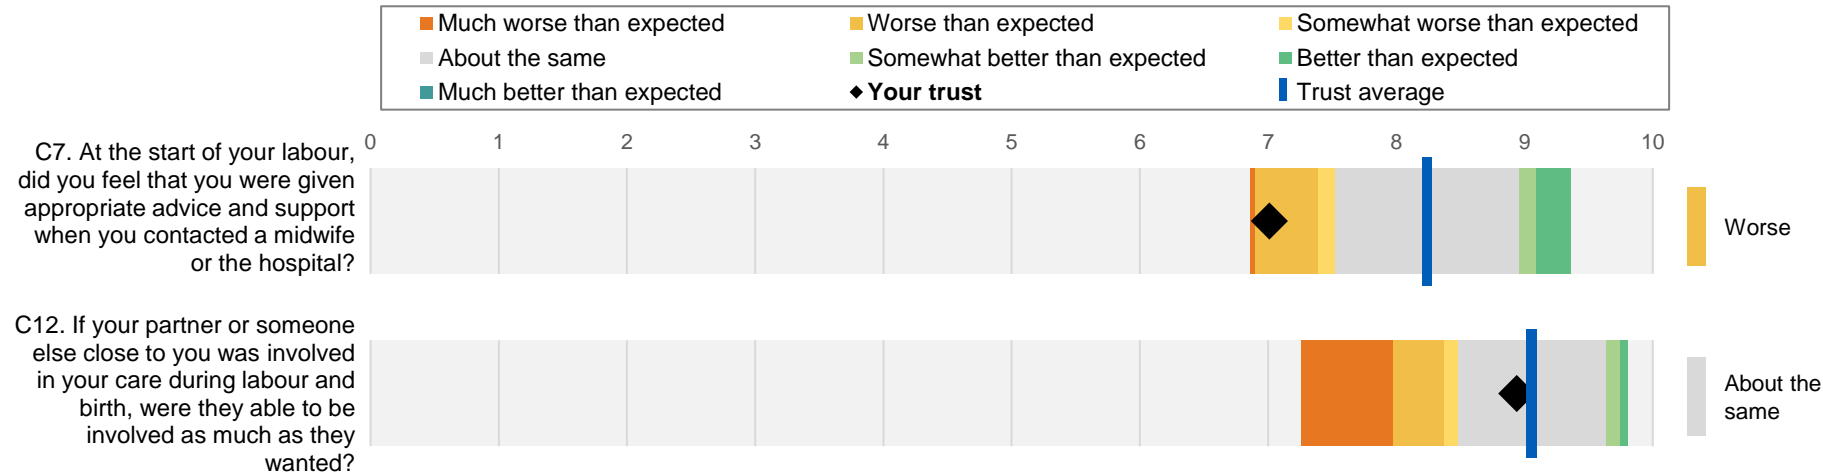 Much worse than expected
Worse than expected
Somewhat worse than expected
About the same
Somewhat better than expected
Better than expected
Much better than expected
Your trust
Trust average
0 1 2 3 4 5 6 7 8 9 10
C7. At the start of your labour,
did you feel that you were given
appropriate advice and support
when you contacted a midwife
or the hospital?
Worse
C12. If your partner or someone
else close to you was involved
in your care during labour and
birth, were they able to be
involved as much as they
wanted?
About the
same